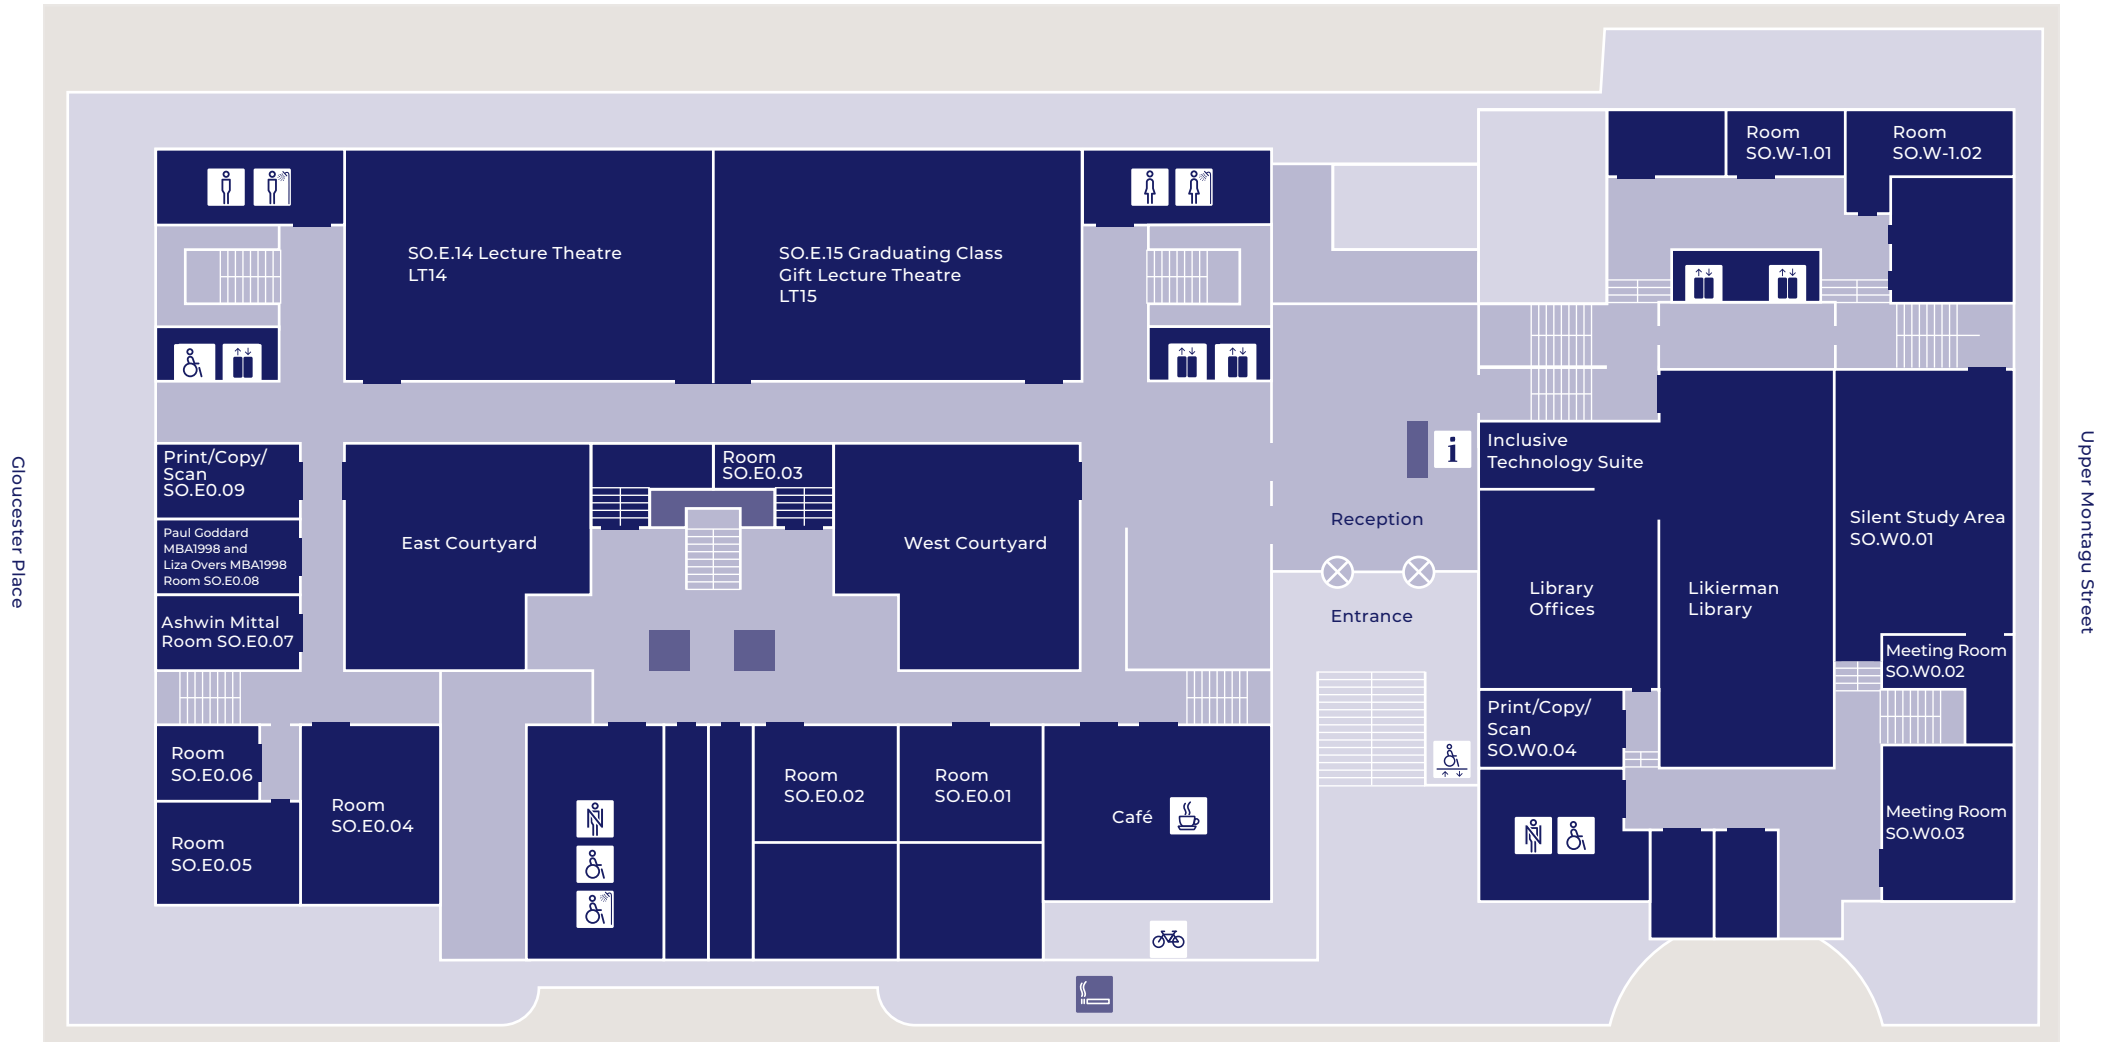 Room
SO.W-1.01
Room
SO.W-1.02
SO.E.14 Lecture Theatre
LT14
SO.E.15 Graduating Class
Gift Lecture Theatre
LT15
Print/Copy/
Scan
SO.E0.09
Room
SO.E0.03
i
Inclusive
Technology Suite
Gloucester Place
Upper Montagu Street
Paul Goddard
MBA1998 and
Liza Overs MBA1998
Room SO.E0.08
East Courtyard
West Courtyard
Reception
Silent Study Area
SO.W0.01
Ashwin Mittal
Room SO.E0.07
Entrance
Library
Offices
Likierman
Library
Meeting Room
SO.W0.02
Print/Copy/
Scan
SO.W0.04
Room
SO.E0.06
Room
SO.E0.05
Room
SO.E0.04
Room
SO.E0.02
Room
SO.E0.01
Café
Meeting Room
SO.W0.03